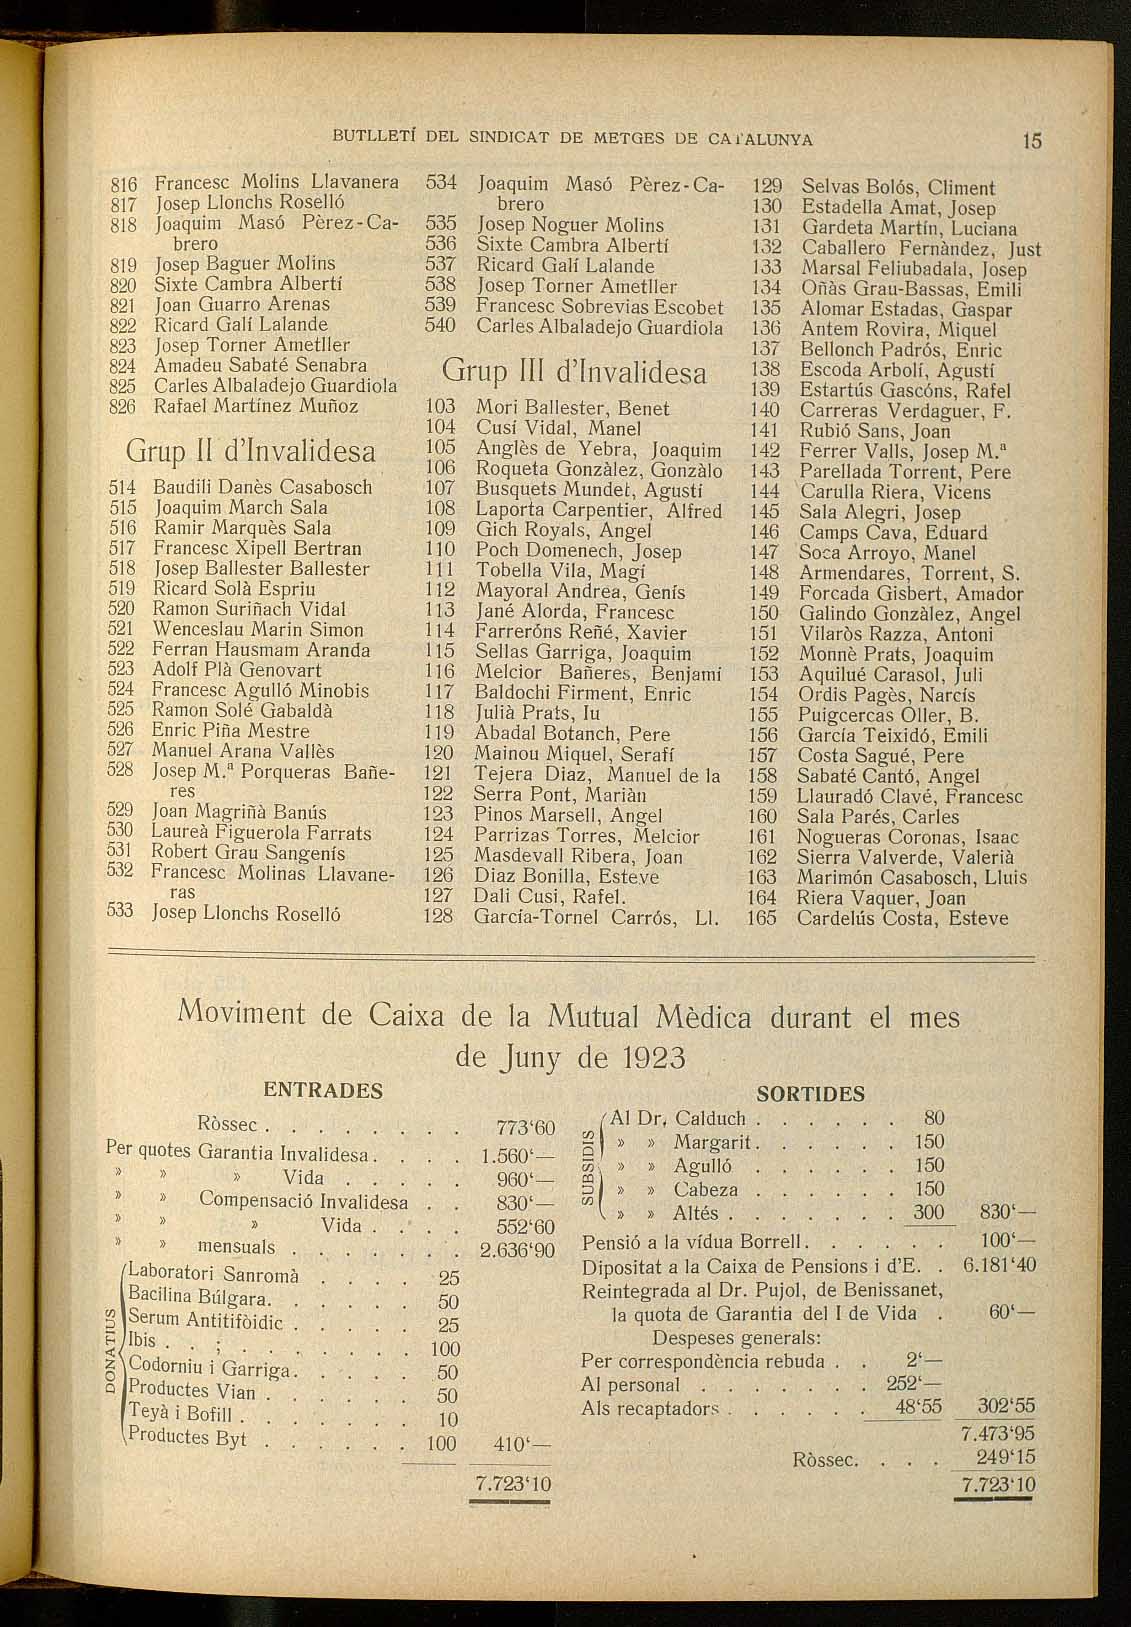 BUTLLETÍ DEL SINDICAT DE METGES DE CATALUNYA 15
816 Francesc Molins Llavanera
817 Josep Llonchs Roselló
818 Joaquim Masó Pèrez-Ca-
brero
819 Josep Baguer Molins
820 Sixte Cambra Albertí
821 Joan Guarro Arenas
822 Ricard Galí Lalande
823 Josep Torner Ametller
824 Amadeu Sabaté Senabra
825 Carles Albaladejo Guardiola
826 Rafael Martínez Muñoz
Grup II d'Invalidesa
514 Baudili Danès Casabosch
515 Joaquim March Sala
516 Ramir Marquès Sala
517 Francesc Xipell Bertran
518 Josep Ballester Ballester
519 Ricard Solà Espriu
520 Ramon Suriñach Vidal
521 Wenceslau Marin Simon
522 Ferran Hausmam Aranda
523 Adolf Plà Genovart
524 Francesc Agulló Minobis
525 Ramon Solé Gabaldà
526 Enric Piña Mestre
527 Manuel Arana Vallès
528 Josep M.ª Porqueras Bañe-
res
529 Joan Magriñà Banús
530 Laureà Figuerola Farrats
531 Robert Grau Sangenís
532 Francesc Molinas Llavane-
ras
533 Josep Llonchs Roselló
534 Joaquim Masó Pèrez-Ca-
brero
535 Josep Noguer Molins
536 Sixte Cambra Albertí
537 Ricard Galí Lalande
538 Josep Torner Ametller
539 Francesc Sobrevias Escobet
540 Carles Albaladejo Guardiola
Grup III d'Invalidesa
103 Mori Ballester, Benet
104 Cusí Vidal, Manel
105 Anglès de Yebra, Joaquim
106 Roqueta Gonzàlez, Gonzàlo
107 Busquets Mundet, Agustí
108 Laporta Carpentier, Alfred
109 Gich Royals, Angel
110 Poch Domenech, Josep
111 Tobella Vila, Magí
112 Mayoral Andrea, Genís
113 Jané Alorda, Francesc
114 Farreróns Reñé, Xavier
115 Sellas Garriga, Joaquim
116 Melcior Bañeres, Benjamí
117 Baldochi Firment, Enric
118 Julià Prats, Iu
119 Abadal Botanch, Pere
120 Mainou Miquel, Serafí
121 Tejera Diaz, Manuel de la
122 Serra Pont, Mariàn
123 Pinos Marsell, Angel
124 Parrizas Torres, Melcior
125 Masdevall Ribera, Joan
126 Diaz Bonilla, Esteve
127 Dali Cusi, Rafel.
128 García-Tornel Carrós, Ll.
129 Selvas Bolós, Climent
130 Estadella Amat, Josep
131 Gardeta Martín, Luciana
132 Caballero Fernàndez, Just
133 Marsal Feliubadala, Josep
134 Oñàs Grau-Bassas, Emili
135 Alomar Estadas, Gaspar
136 Antem Rovira, Miquel
137 Bellonch Padrós, Enric
138 Escoda Arbolí, Agustí
139 Estartús Gascóns, Rafel
140 Carreras Verdaguer, F.
141 Rubió Sans, Joan
142 Ferrer Valls, Josep M.ª
143 Parellada Torrent, Pere
144 Carulla Riera, Vicens
145 Sala Alegri, Josep
146 Camps Cava, Eduard
147 Soca Arroyo, Manel
148 Armendares, Torrent, S.
149 Forcada Gisbert, Amador
150 Galindo Gonzàlez, Angel
151 Vilaròs Razza, Antoni
152 Monnè Prats, Joaquim
153 Aquilué Carasol, Juli
154 Ordis Pagès, Narcís
155 Puigcercas Oller, B.
156 García Teixidó, Emili
157 Costa Sagué, Pere
158 Sabaté Cantó, Angel
159 Llauradó Clavé, Francesc
160 Sala Parés, Carles
161 Nogueras Coronas, Isaac
162 Sierra Valverde, Valerià
163 Marimón Casabosch, Lluis
164 Riera Vaquer, Joan
165 Cardelús Costa, Esteve
Moviment de Caixa de la Mutual Mèdica durant el mes
de Juny de 1923
ENTRADES
Ròssec . . . . . . . . 773'60
Per quotes Garantia Invalidesa . . . . 1.560'—
» » » Vida . . . . . 960'—
» » Compensació Invalidesa . . 830'—
» » » Vida . . . . 552'60
» » mensuals . . . . . . . 2.636'90
DONATIUS
Laboratori Sanromà . . . . 25
Bacilina Búlgara . . . . . . 50
Serum Antitifòidic . . . . . 25
Ibis . . ; . . . . . . . 100
Codorniu i Garriga . . . . . 50
Productes Vian . . . . . . 50
Teyà i Bofill . . . . . . . 10
Productes Byt . . . . . . 100 410'—
7.723'10
SORTIDES
SUBSIDIS
Al Dr, Calduch . . . . . . 80
» » Margarit . . . . . . 150
» » Agulló . . . . . . 150
» » Cabeza . . . . . . 150
» » Altés . . . . . . . 300 830'—
Pensió a la vídua Borrell . . . . . . 100'—
Dipositat a la Caixa de Pensions i d'E. . 6.181'40
Reintegrada al Dr. Pujol, de Benissanet,
la quota de Garantia del I de Vida . 60'—
Despeses generals:
Per correspondència rebuda . . 2'—
Al personal . . . . . . . 252'—
Als recaptadors . . . . . . 48'55 302'55
7.473'95
Ròssec. . . . 249'15
7.723'10